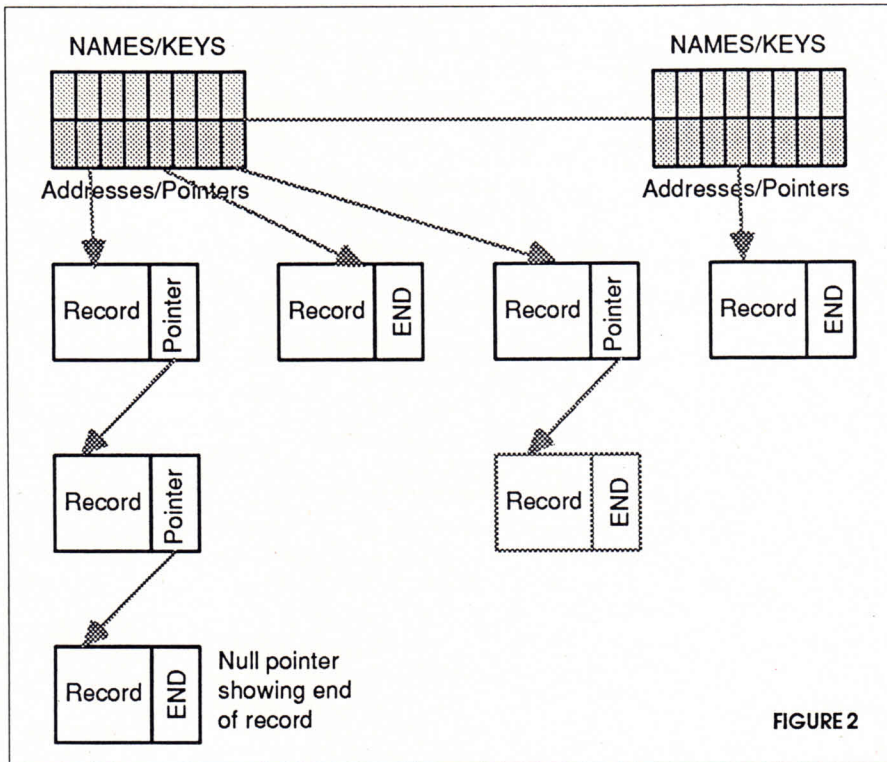 NAMES/KEYS
NAMES/KEYS
Addresses/Pointers
Addresses/Pointers
Record
Pointer
Record
END
Record
Pointer
Record
END
Record
Pointer
Record
END
Record
END
Null pointer
showing end
of record
FIGURE 2